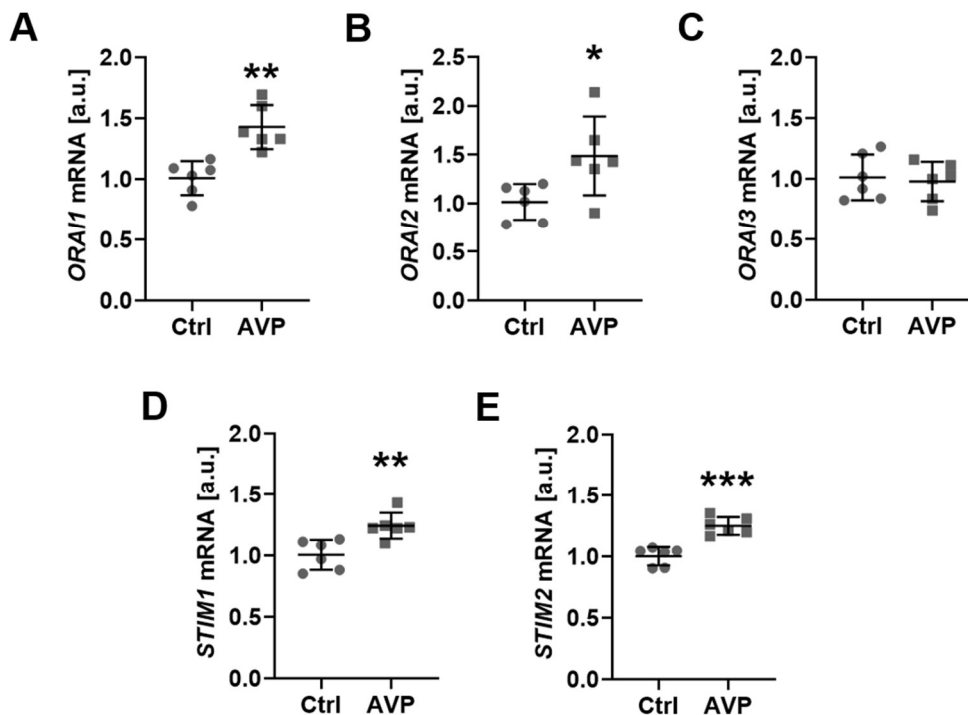 A
B
C
ORAI1 mRNA [a.u.]
2.0
1.5
1.0
0.5
0.0
**
Ctrl
AVP
ORAI2 mRNA [a.u.]
2.5
2.0
1.5
1.0
0.5
0.0
*
Ctrl
AVP
ORAI3 mRNA [a.u.]
2.0
1.5
1.0
0.5
0.0
Ctrl
AVP
D
E
STIM1 mRNA [a.u.]
2.0
1.5
1.0
0.5
0.0
**
Ctrl
AVP
STIM2 mRNA [a.u.]
2.0
1.5
1.0
0.5
0.0
***
Ctrl
AVP